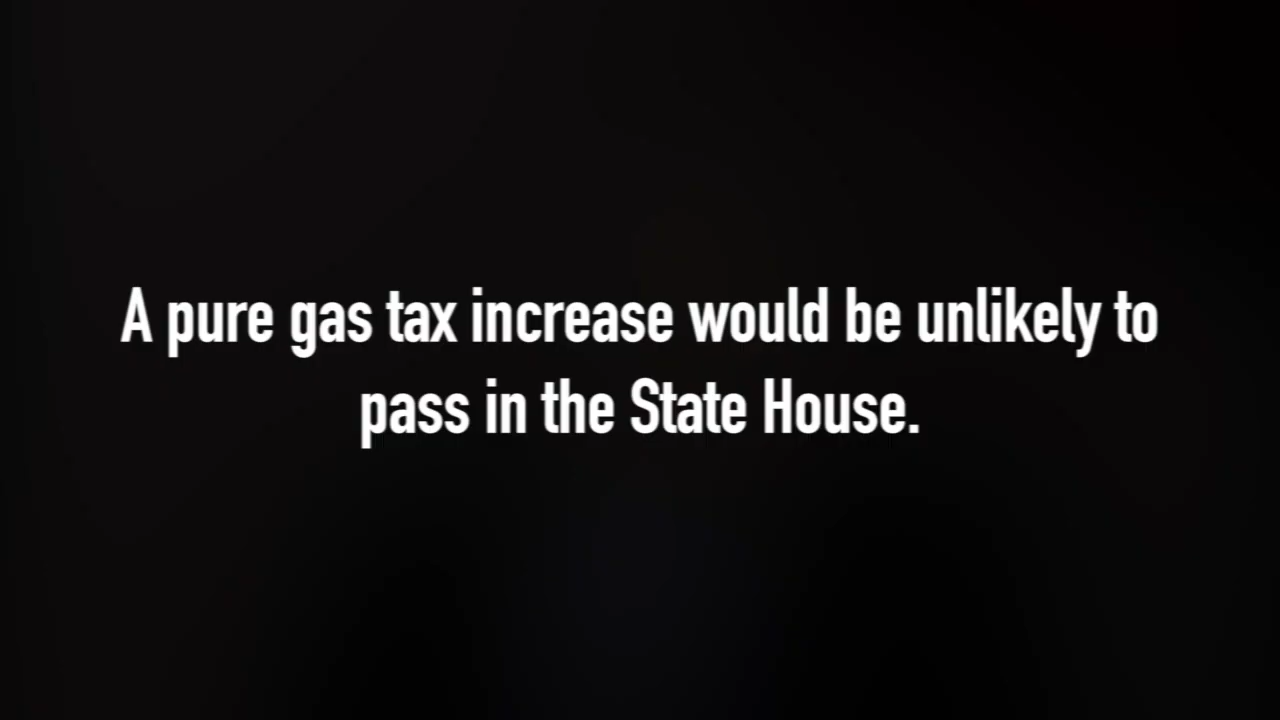 A pure gas tax increase would be unlikely to
pass in the State House.